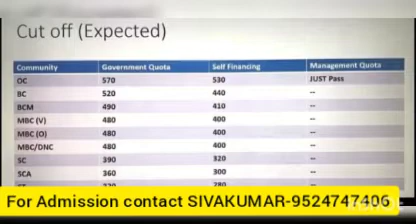 Cut off (Expected)
Community Government Quota Self Financing Management Quota
OC 570 530 JUST Pass
BC 520 440 --
BCM 490 410 --
MBC (V) 480 400 --
MBC (O) 480 400 --
MBC/DNC 480 400 --
SC 390 320 --
SCA 360 300 --
For Admission contact SIVAKUMAR-9524747406